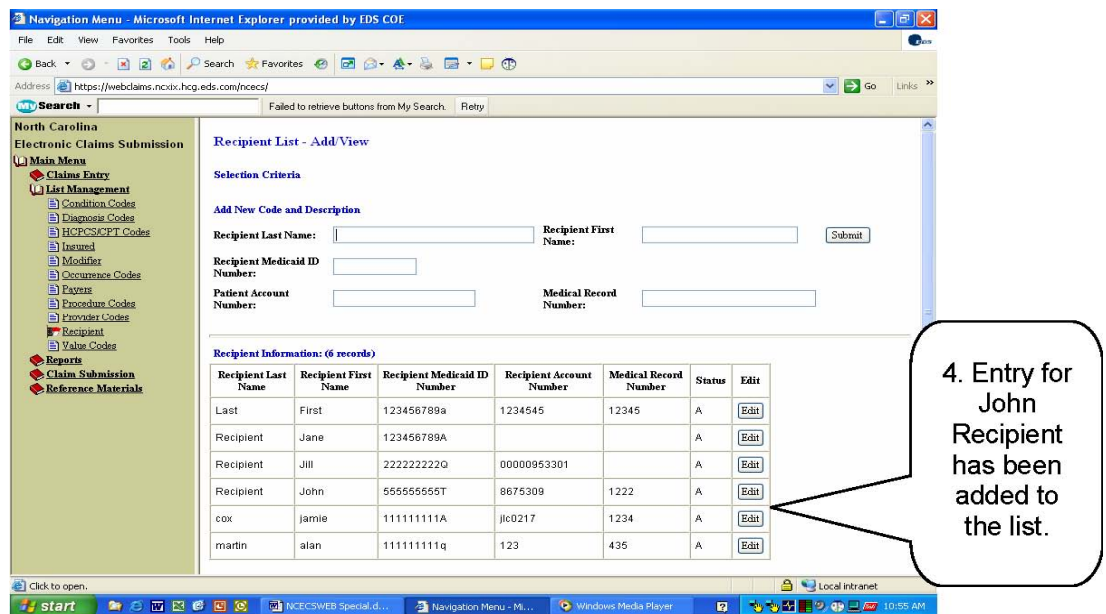 Navigation Menu - Microsoft Internet Explorer provided by EDS COE
File Edit View Favorites Tools Help
Back Search Favorites
Address https://webclaims.ncxix.hcg.eds.com/ncecs/ Go Links »
My Search Failed to retrieve buttons from My Search. Retry
North Carolina
Electronic Claims Submission
Main Menu
Claims Entry
List Management
Condition Codes
Diagnosis Codes
HCPCS/CPT Codes
Insured
Modifier
Occurrence Codes
Payers
Procedure Codes
Provider Codes
Recipient
Value Codes
Reports
Claim Submission
Reference Materials
Recipient List - Add/View
Selection Criteria
Add New Code and Description
Recipient Last Name: Recipient First Name: Submit
Recipient Medicaid ID Number:
Patient Account Number: Medical Record Number:
Recipient Information: (6 records)
Recipient Last Name Recipient First Name Recipient Medicaid ID Number Recipient Account Number Medical Record Number Status Edit
Last First 123456789a 1234545 12345 A Edit
Recipient Jane 123456789A A Edit
Recipient Jill 222222222Q 00000953301 A Edit
Recipient John 555555555T 8675309 1222 A Edit
cox jamie 111111111A jlc0217 1234 A Edit
martin alan 111111111q 123 435 A Edit
4. Entry for
John
Recipient
has been
added to
the list.
Click to open. Local intranet
start NCECSWEB Special.d... Navigation Menu - Mi... Windows Media Player 10:55 AM